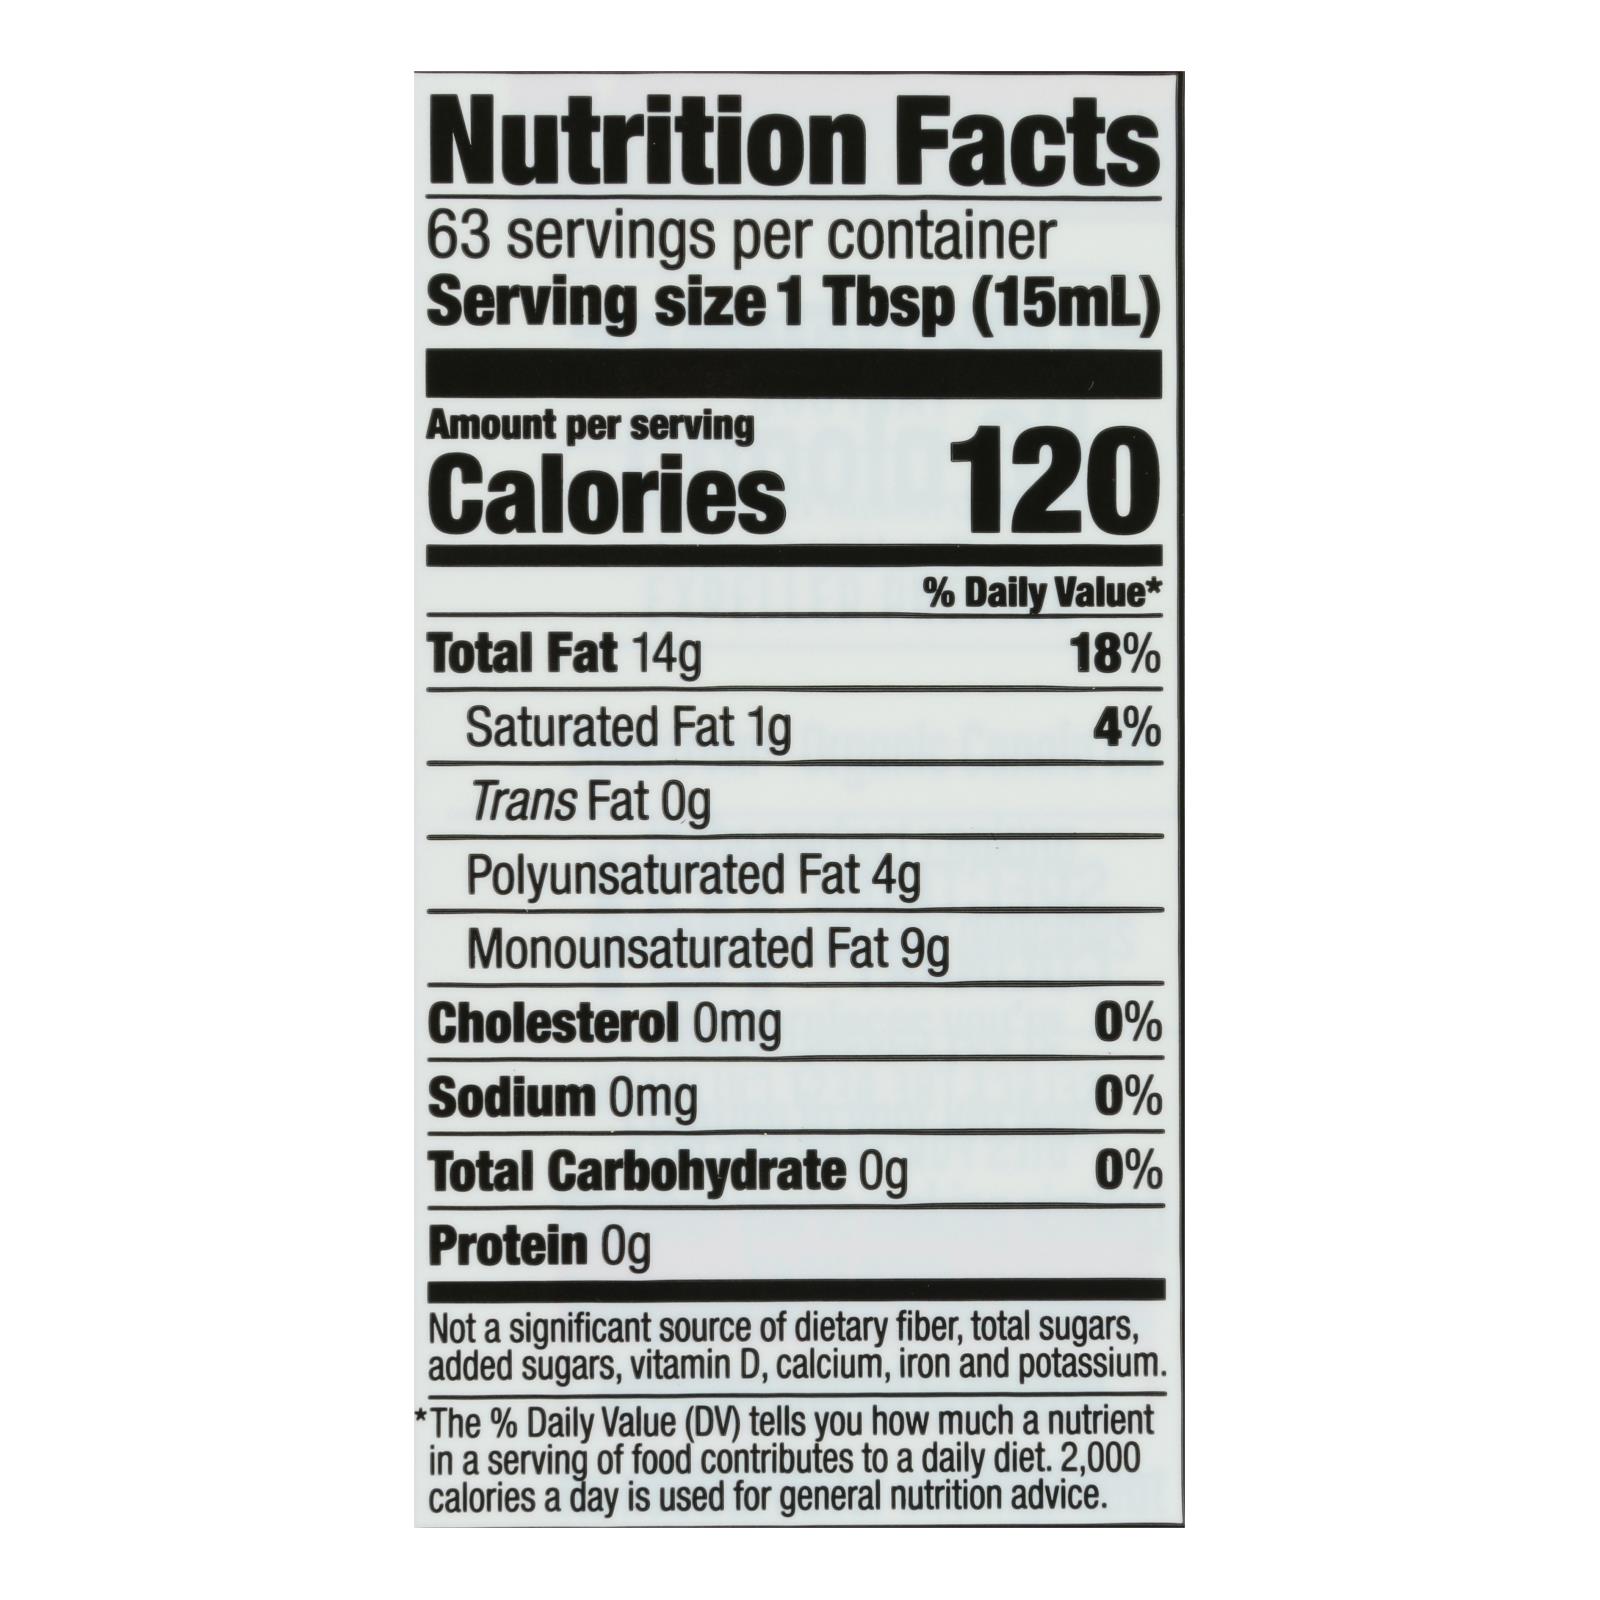 Nutrition Facts
63 servings per container
Serving size 1 Tbsp (15mL)
Amount per serving
Calories 120
% Daily Value*
Total Fat 14g 18%
Saturated Fat 1g 4%
Trans Fat 0g
Polyunsaturated Fat 4g
Monounsaturated Fat 9g
Cholesterol 0mg 0%
Sodium 0mg 0%
Total Carbohydrate 0g 0%
Protein 0g
Not a significant source of dietary fiber, total sugars,
added sugars, vitamin D, calcium, iron and potassium.
*The % Daily Value (DV) tells you how much a nutrient
in a serving of food contributes to a daily diet. 2,000
calories a day is used for general nutrition advice.